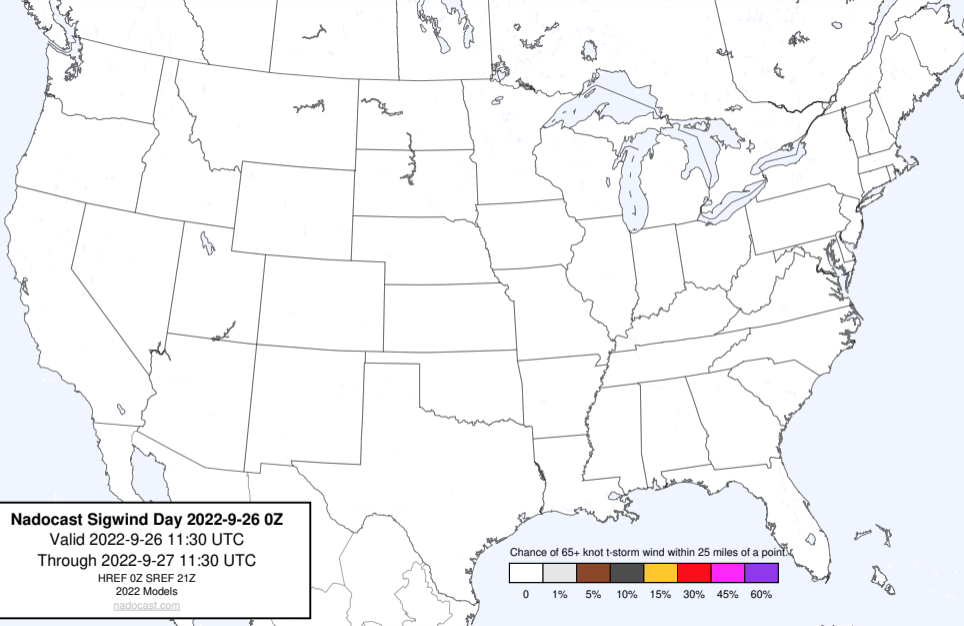 Nadocast Sigwind Day 2022-9-26 0Z
Valid 2022-9-26 11:30 UTC
Through 2022-9-27 11:30 UTC
HREF 0Z SREF 21Z
2022 Models
nadocast.com
Chance of 65+ knot t-storm wind within 25 miles of a point.
0 1% 5% 10% 15% 30% 45% 60%